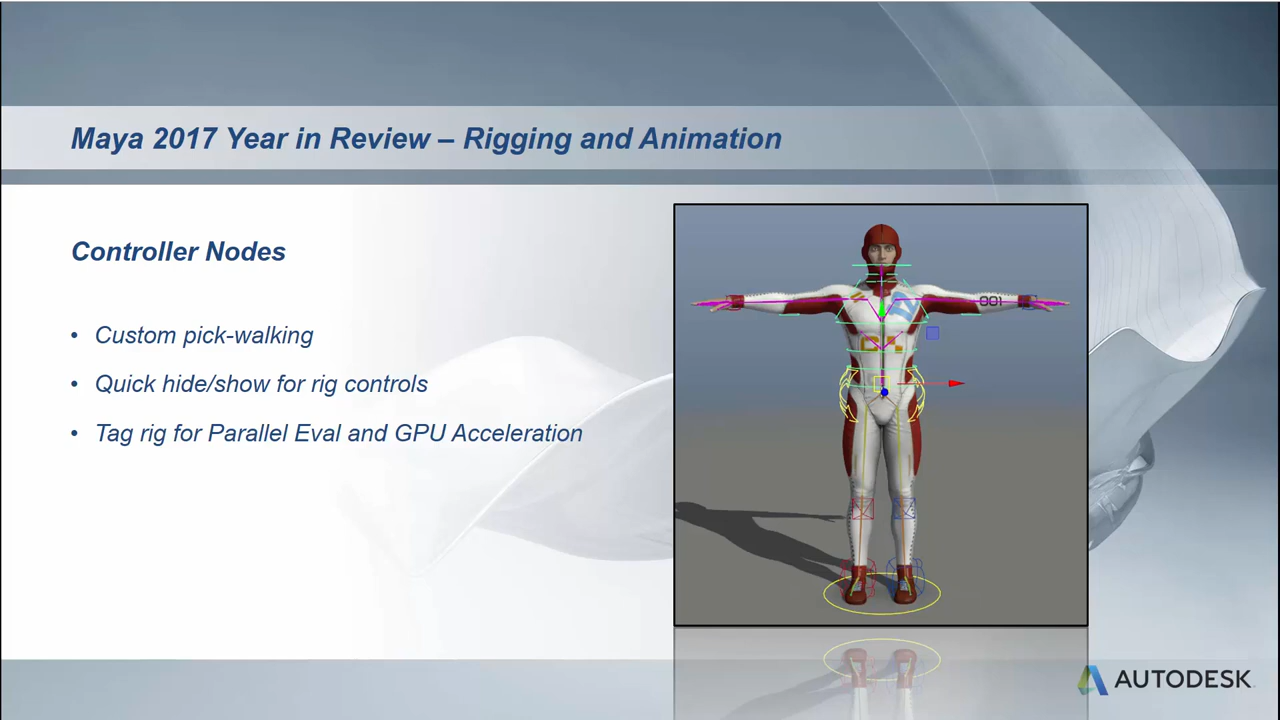 Maya 2017 Year in Review – Rigging and Animation
Controller Nodes
• Custom pick-walking
• Quick hide/show for rig controls
• Tag rig for Parallel Eval and GPU Acceleration
001
AUTODESK